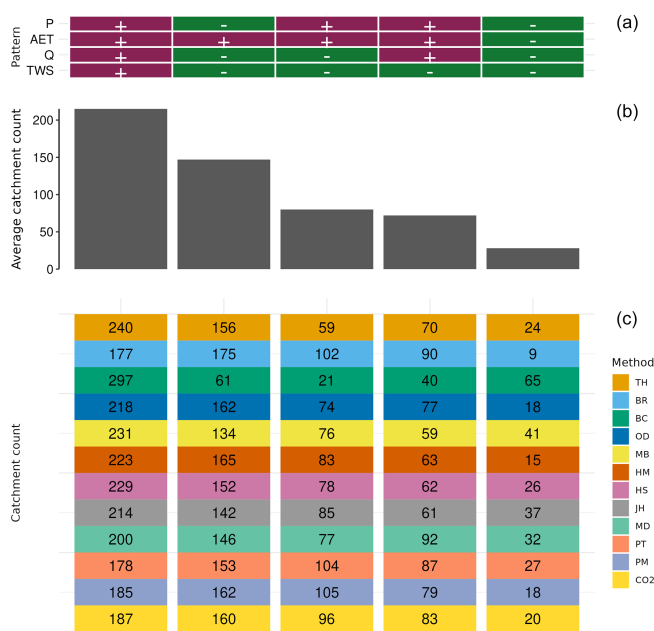 (a)
Pattern
P + - + + -
AET + + + + -
Q + - - + -
TWS + - - - -
(b)
Average catchment count
200
150
100
50
0
(c)
Catchment count
240 156 59 70 24
177 175 102 90 9
297 61 21 40 65
218 162 74 77 18
231 134 76 59 41
223 165 83 63 15
229 152 78 62 26
214 142 85 61 37
200 146 77 92 32
178 153 104 87 27
185 162 105 79 18
187 160 96 83 20
Method
TH
BR
BC
OD
MB
HM
HS
JH
MD
PT
PM
CO2